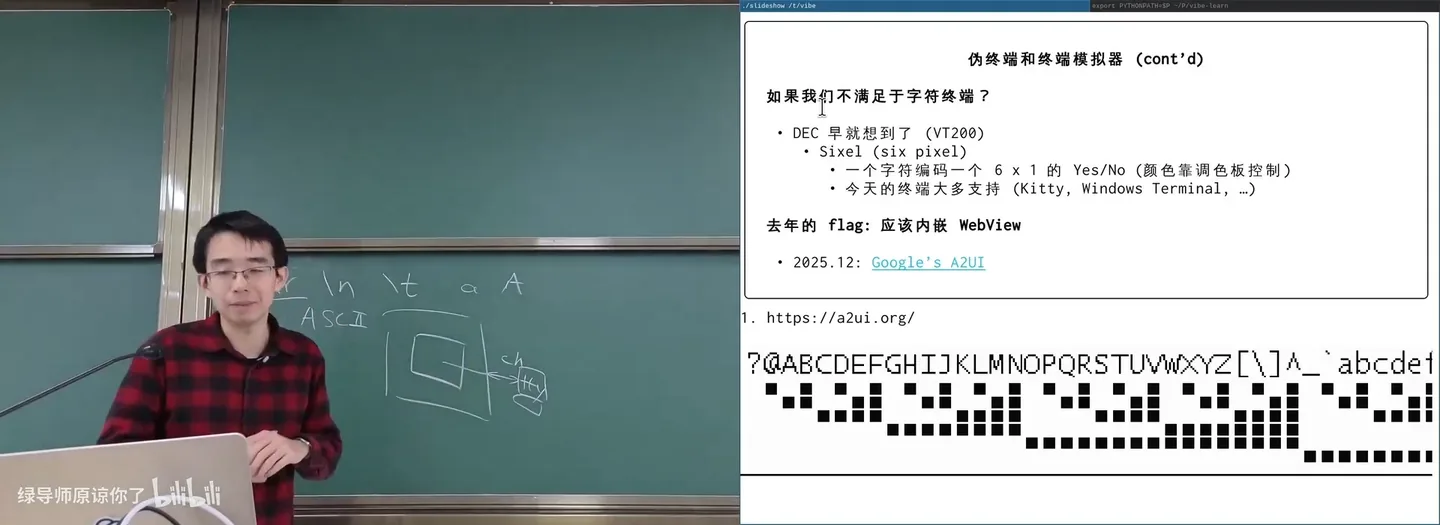 ./slideshow /t/vibe
export PYTHONPATH=$P ~/P/vibe-learn
伪终端和终端模拟器 (cont’d)
如果我们不满足于字符终端？
• DEC 早就想到了 (VT200)
• Sixel (six pixel)
• 一个字符编码一个 6 x 1 的 Yes/No (颜色靠调色板控制)
• 今天的终端大多支持 (Kitty, Windows Terminal, …)
去年的 flag: 应该内嵌 WebView
• 2025.12: Google’s A2UI
1. https://a2ui.org/
?@ABCDEFGHIJKLMNOPQRSTUVWXYZ[\]^_`abcdef
\n \t a A
ASCII
ch
tty
绿导师原谅你了 bilibili